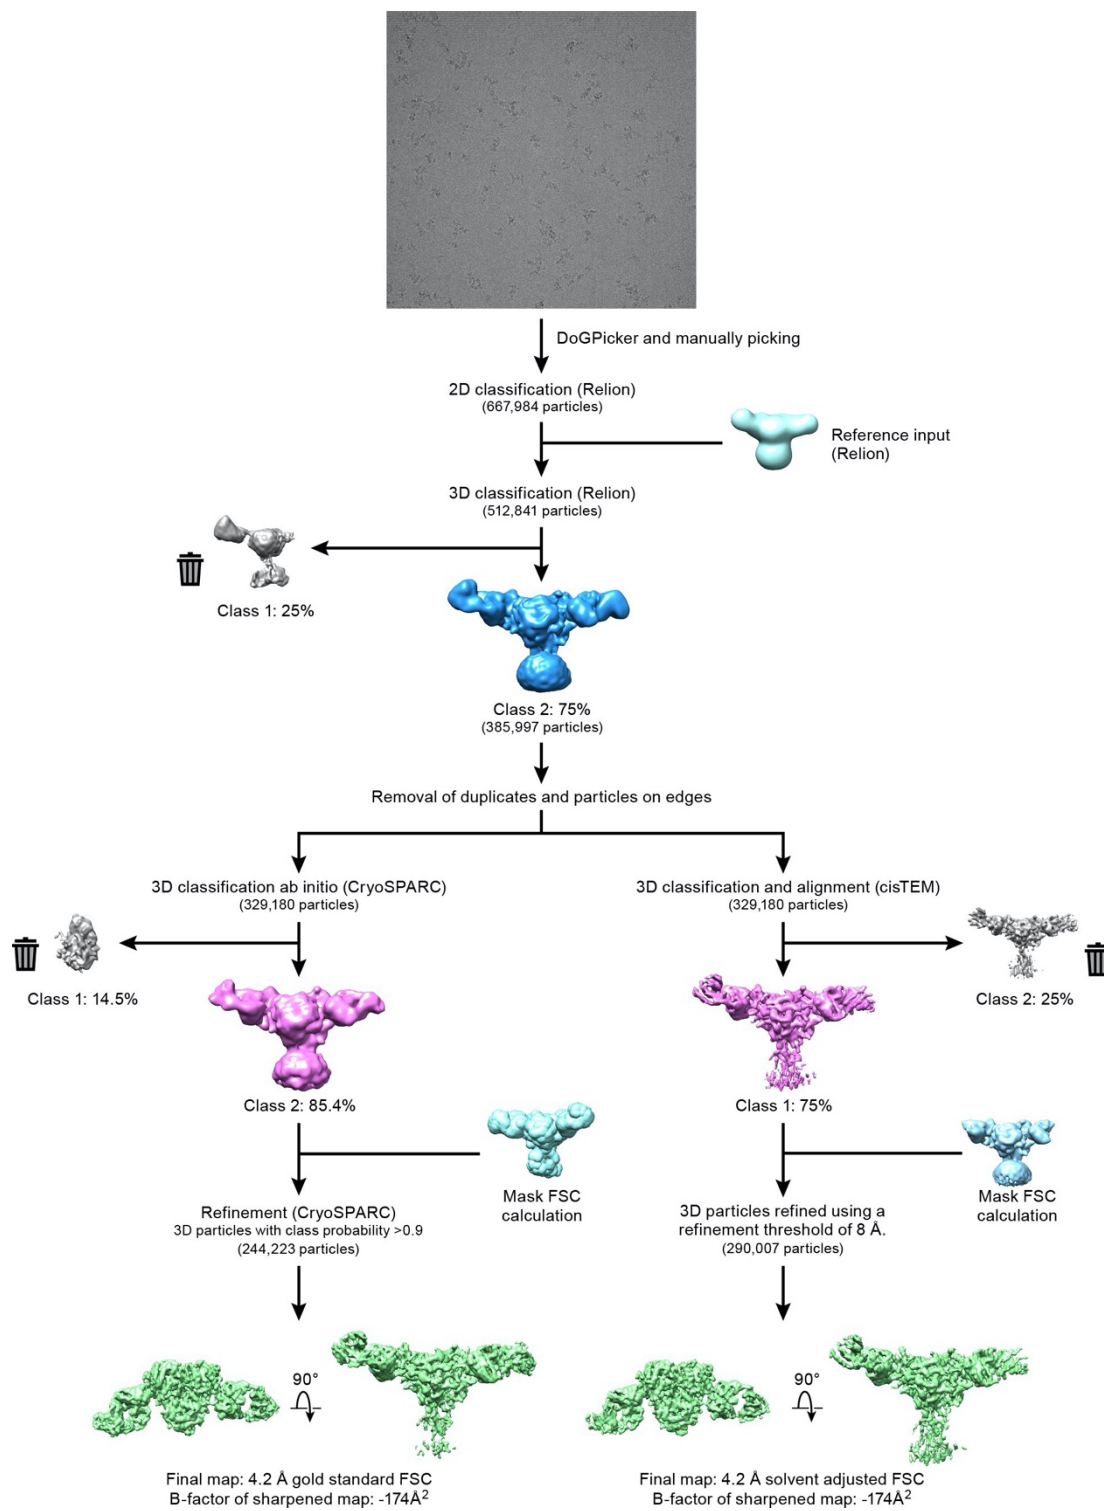 DoGPicker and manually picking
2D classification (Relion)
(667,984 particles)
Reference input
(Relion)
3D classification (Relion)
(512,841 particles)
Class 1: 25%
Class 2: 75%
(385,997 particles)
Removal of duplicates and particles on edges
3D classification ab initio (CryoSPARC)
(329,180 particles)
Class 1: 14.5%
Class 2: 85.4%
Mask FSC
calculation
Refinement (CryoSPARC)
3D particles with class probability >0.9
(244,223 particles)
90°
Final map: 4.2 Å gold standard FSC
B-factor of sharpened map: -174Å²
3D classification and alignment (cisTEM)
(329,180 particles)
Class 2: 25%
Class 1: 75%
Mask FSC
calculation
3D particles refined using a
refinement threshold of 8 Å.
(290,007 particles)
90°
Final map: 4.2 Å solvent adjusted FSC
B-factor of sharpened map: -174Å²